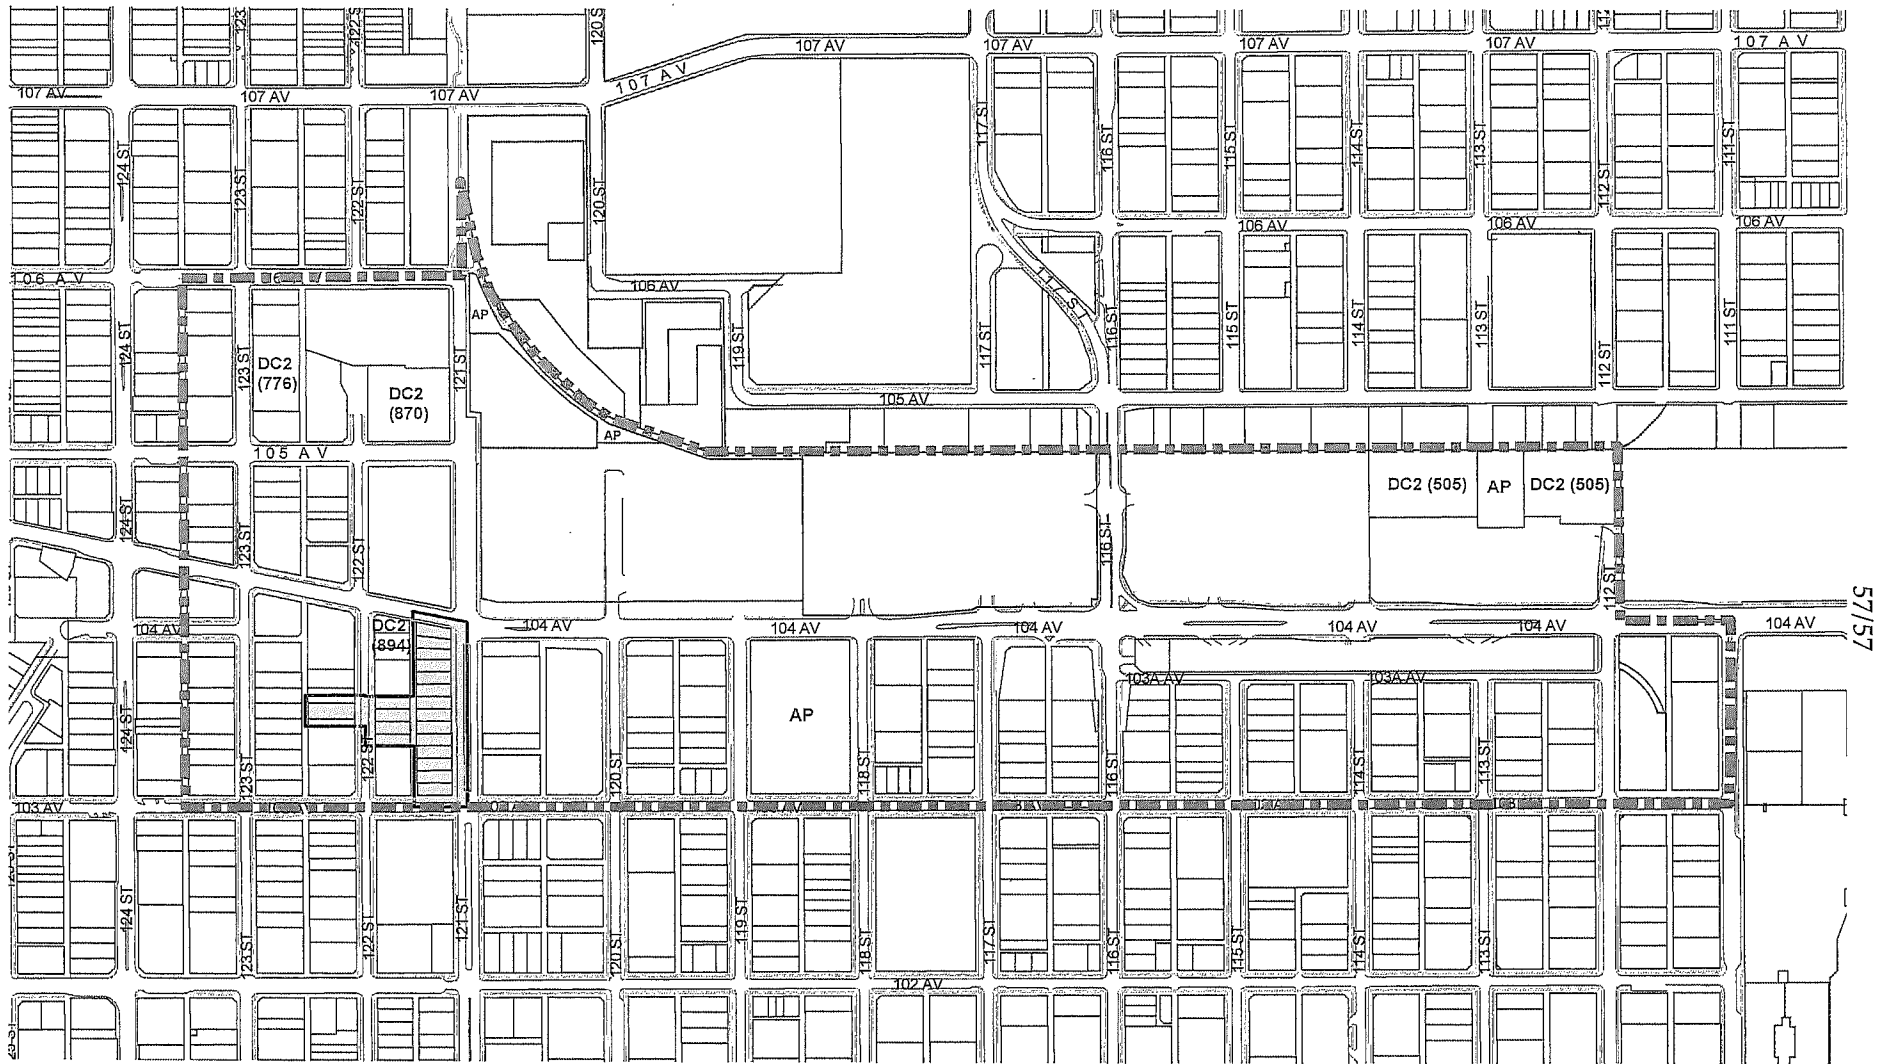 123
122 S
120 S
107 AV
107 AV
107 AV
107 AV
107 AV
107 AV
107 AV
107 AV
107 AV
124 ST
123 ST
122 ST
120 ST
117 ST
116 ST
115 ST
114 ST
113 ST
112 ST
111 ST
106 AV
106 AV
106 AV
106 AV
106 AV
117 ST
AP
124 ST
123 ST
DC2
(776)
DC2
(870)
121 ST
119 ST
117 ST
116 ST
115 ST
114 ST
113 ST
112 ST
111 ST
105 AV
AP
105 AV
DC2 (505)
AP
DC2 (505)
124 ST
123 ST
122 ST
116 ST
112 ST
57/57
104 AV
DC2
(894)
104 AV
104 AV
104 AV
104 AV
104 AV
104 AV
103A AV
103A AV
AP
124 ST
123 ST
122 ST
120 ST
118 ST
116 ST
114 ST
113 ST
103 AV
124 ST
123 ST
122 ST
121 ST
120 ST
119 ST
118 ST
117 ST
116 ST
115 ST
114 ST
113 ST
102 AV